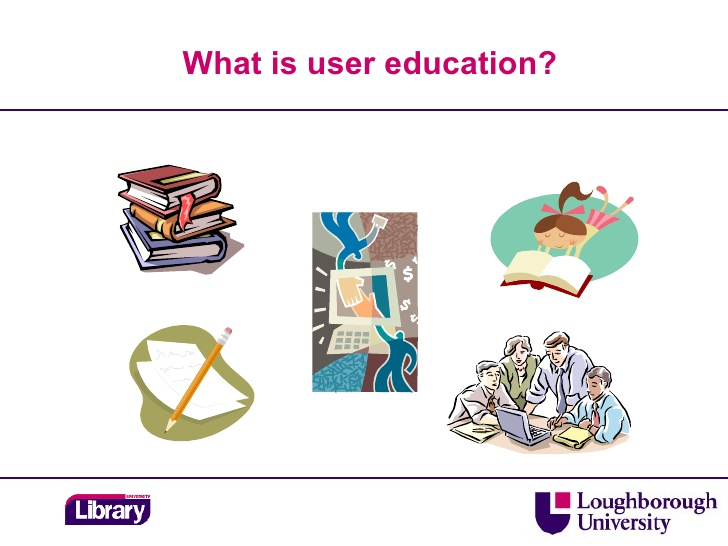 What is user education?
$
$
$
$
UNIVERSITY
Library
Loughborough
University